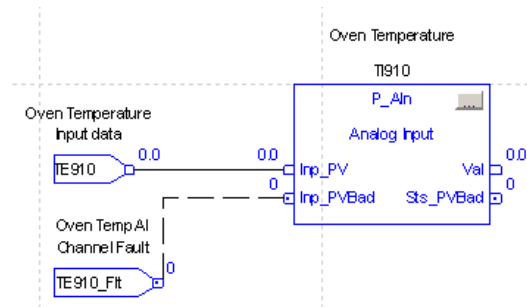 Oven Temperature
TI910
P_AIn
...
Oven Temperature
Input data
Analog Input
0.0
0.0
0.0
TE910
Inp_PV
Val
0
0
Inp_PVBad
Sts_PVBad
Oven Temp AI
Channel Fault
0
TE910_Flt